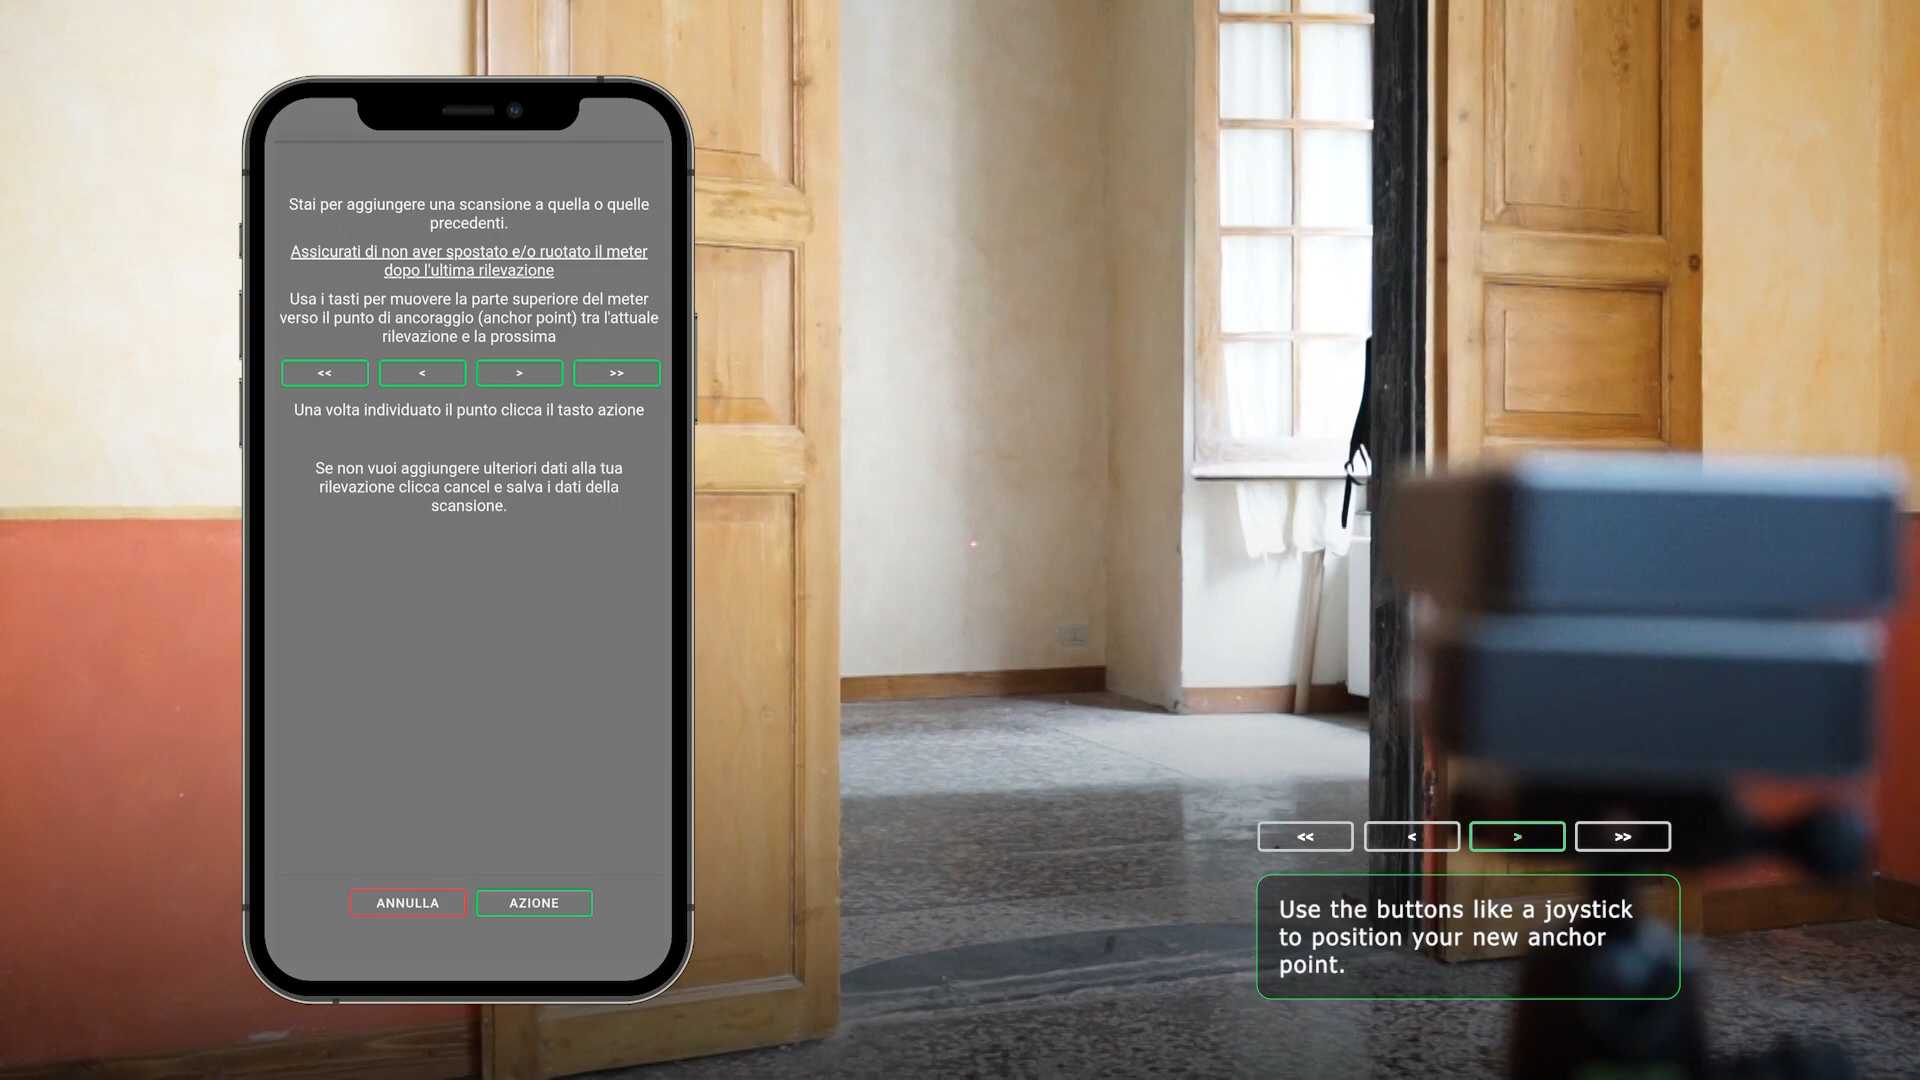 Stai per aggiungere una scansione a quella o quelle
precedenti.
Assicurati di non aver spostato e/o ruotato il meter
dopo l'ultima rilevazione
Usa i tasti per muovere la parte superiore del meter
verso il punto di ancoraggio (anchor point) tra l'attuale
rilevazione e la prossima
<< < > >>
Una volta individuato il punto clicca il tasto azione
Se non vuoi aggiungere ulteriori dati alla tua
rilevazione clicca cancel e salva i dati della
scansione.
ANNULLA AZIONE
<< < > >>
Use the buttons like a joystick
to position your new anchor
point.